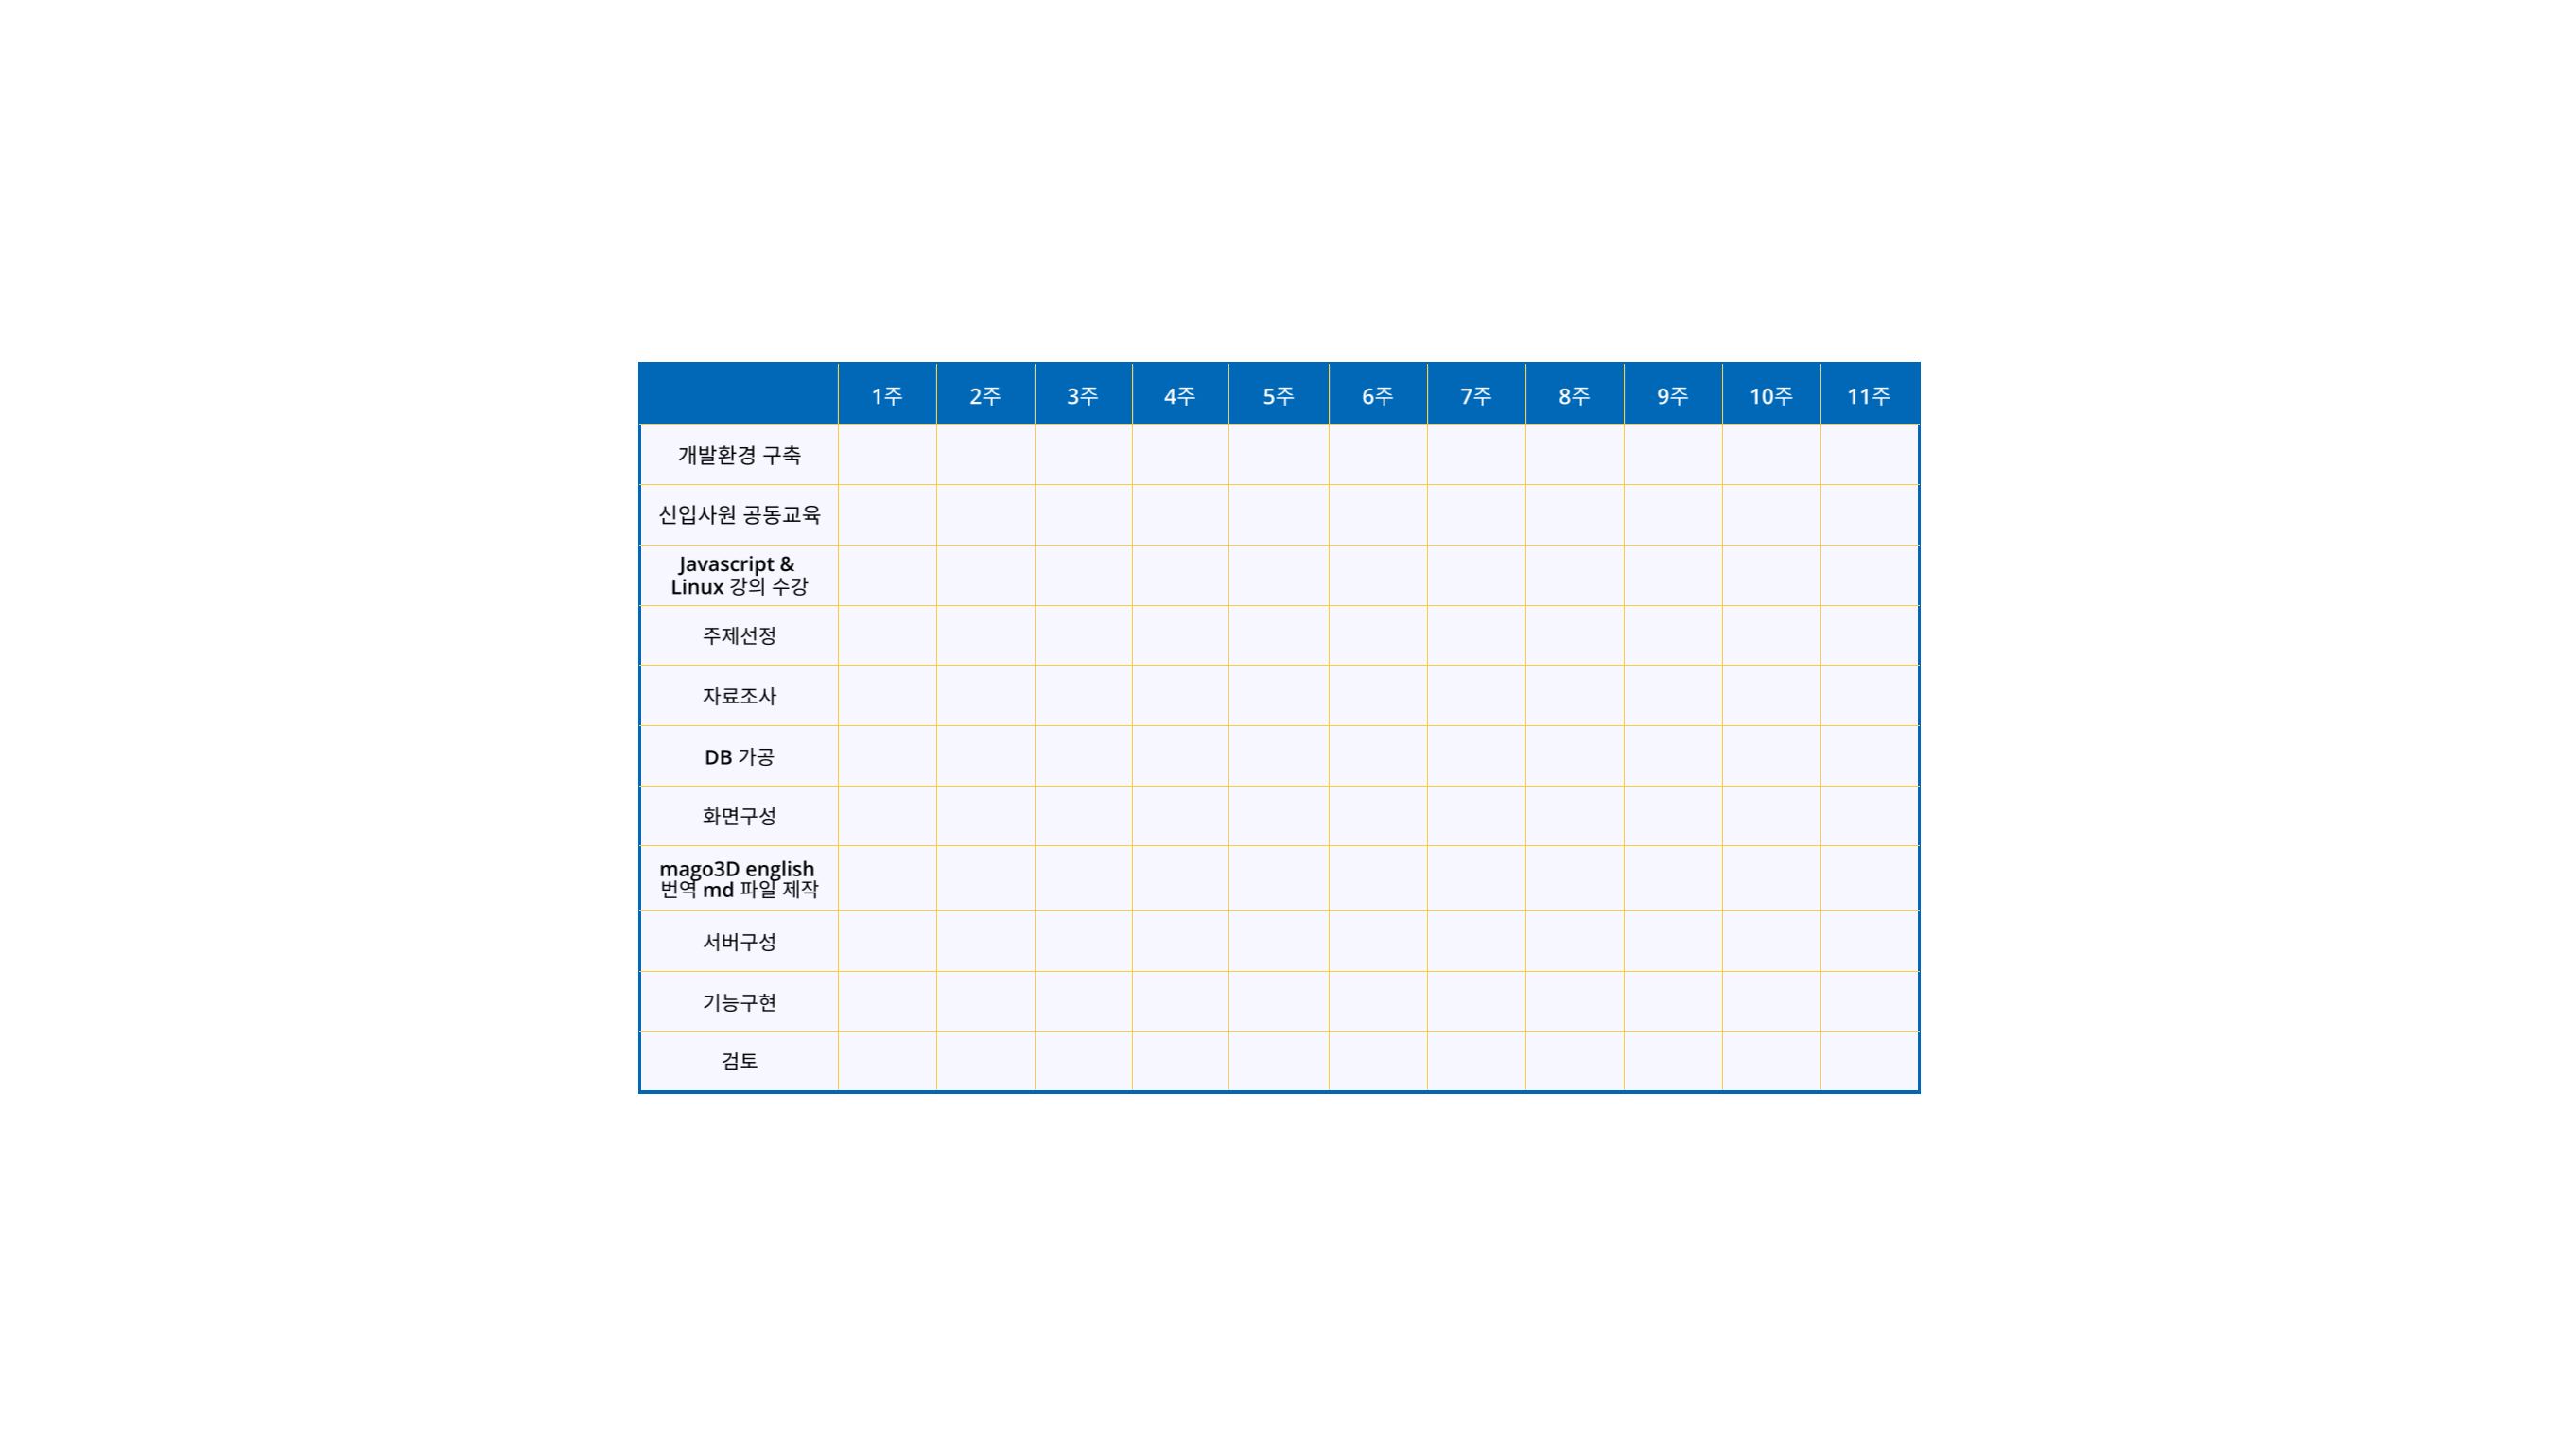 1주 2주 3주 4주 5주 6주 7주 8주 9주 10주 11주
개발환경 구축
신입사원 공동교육
Javascript &
Linux 강의 수강
주제선정
자료조사
DB 가공
화면구성
mago3D english
번역 md 파일 제작
서버구성
기능구현
검토